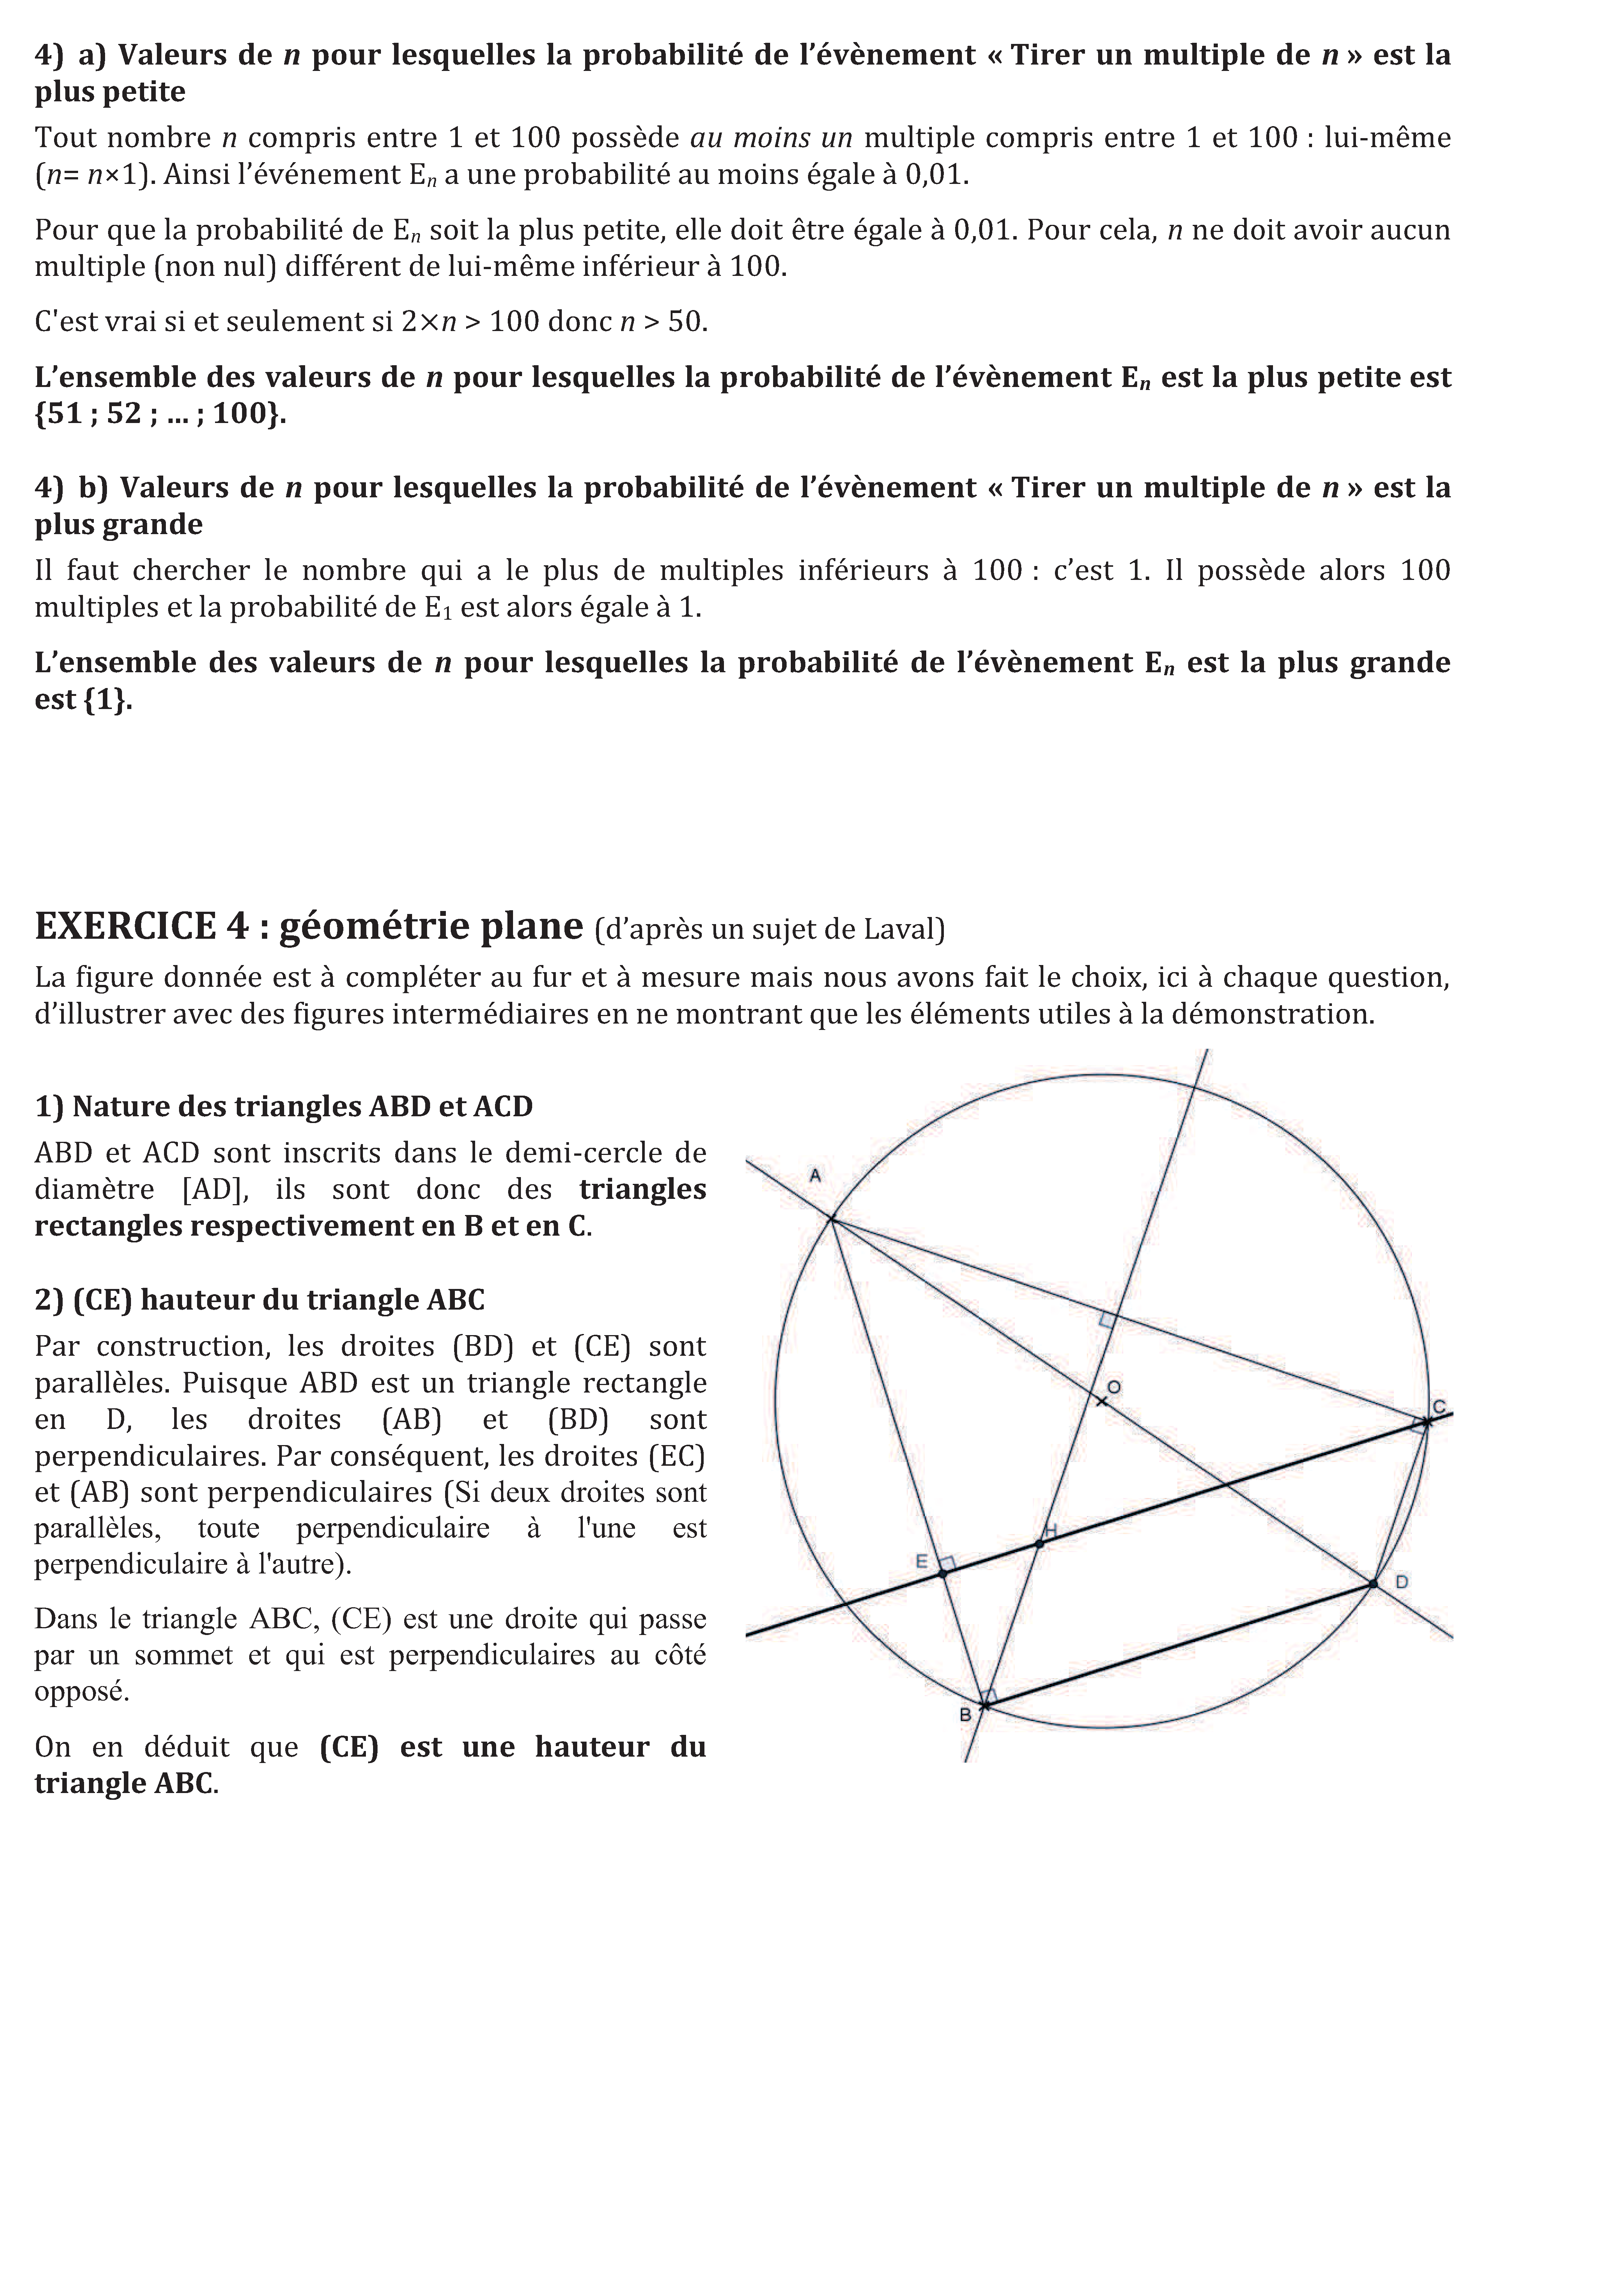 4) a) Valeurs de n pour lesquelles la probabilité de l’évènement « Tirer un multiple de n » est la
plus petite
Tout nombre n compris entre 1 et 100 possède au moins un multiple compris entre 1 et 100 : lui-même
(n= n×1). Ainsi l’événement En a une probabilité au moins égale à 0,01.
Pour que la probabilité de En soit la plus petite, elle doit être égale à 0,01. Pour cela, n ne doit avoir aucun
multiple (non nul) différent de lui-même inférieur à 100.
C'est vrai si et seulement si 2×n > 100 donc n > 50.
L’ensemble des valeurs de n pour lesquelles la probabilité de l’évènement En est la plus petite est
{51 ; 52 ; … ; 100}.
4) b) Valeurs de n pour lesquelles la probabilité de l’évènement « Tirer un multiple de n » est la
plus grande
Il faut chercher le nombre qui a le plus de multiples inférieurs à 100 : c’est 1. Il possède alors 100
multiples et la probabilité de E1 est alors égale à 1.
L’ensemble des valeurs de n pour lesquelles la probabilité de l’évènement En est la plus grande
est {1}.
EXERCICE 4 : géométrie plane (d’après un sujet de Laval)
La figure donnée est à compléter au fur et à mesure mais nous avons fait le choix, ici à chaque question,
d’illustrer avec des figures intermédiaires en ne montrant que les éléments utiles à la démonstration.
1) Nature des triangles ABD et ACD
ABD et ACD sont inscrits dans le demi-cercle de
diamètre [AD], ils sont donc des triangles
rectangles respectivement en B et en C.
2) (CE) hauteur du triangle ABC
Par construction, les droites (BD) et (CE) sont
parallèles. Puisque ABD est un triangle rectangle
en D, les droites (AB) et (BD) sont
perpendiculaires. Par conséquent, les droites (EC)
et (AB) sont perpendiculaires (Si deux droites sont
parallèles, toute perpendiculaire à l'une est
perpendiculaire à l'autre).
Dans le triangle ABC, (CE) est une droite qui passe
par un sommet et qui est perpendiculaires au côté
opposé.
On en déduit que (CE) est une hauteur du
triangle ABC.
A
O
C
H
E
D
B